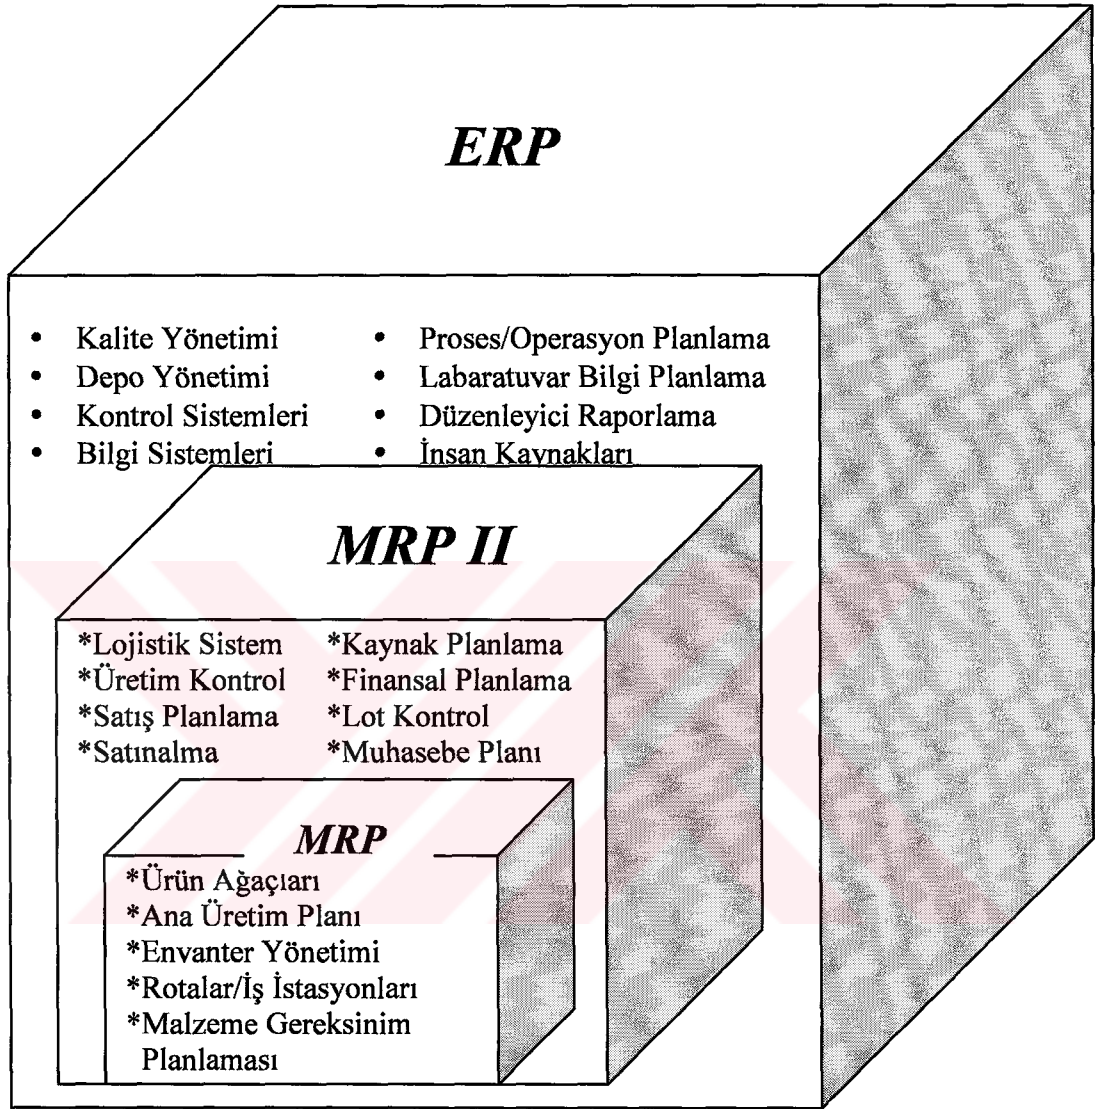 ERP
• Kalite Yönetimi
• Depo Yönetimi
• Kontrol Sistemleri
• Bilgi Sistemleri
• Proses/Operasyon Planlama
• Labaratuvar Bilgi Planlama
• Düzenleyici Raporlama
• İnsan Kaynakları
MRP II
*Lojistik Sistem
*Üretim Kontrol
*Satış Planlama
*Satınalma
*Kaynak Planlama
*Finansal Planlama
*Lot Kontrol
*Muhasebe Planı
MRP
*Ürün Ağaçıarı
*Ana Üretim Planı
*Envanter Yönetimi
*Rotalar/İş İstasyonları
*Malzeme Gereksinim
Planlaması